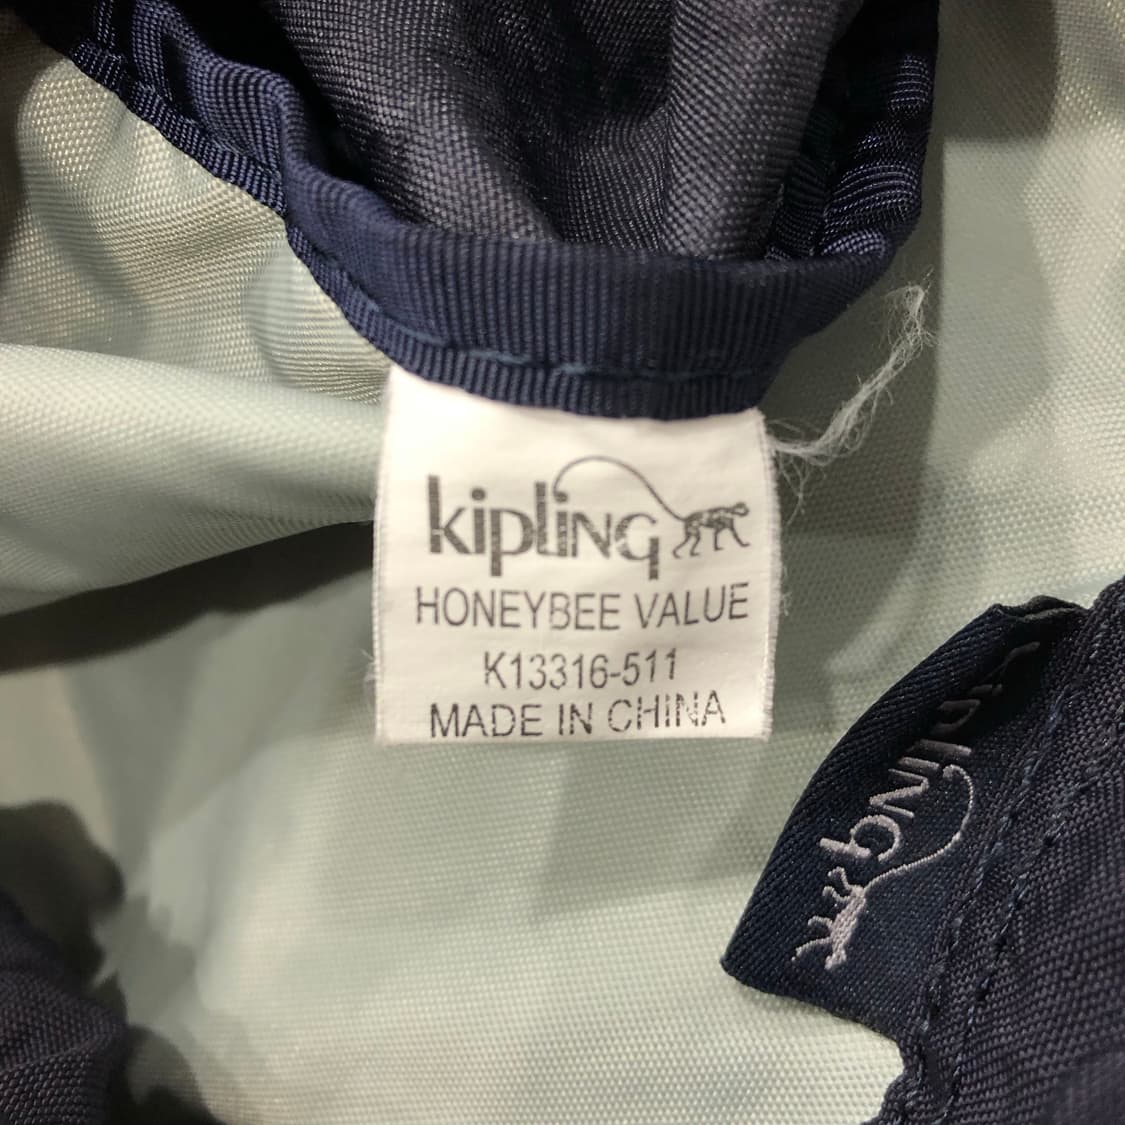 kipling
HONEYBEE VALUE
K13316-511
MADE IN CHINA
kipling